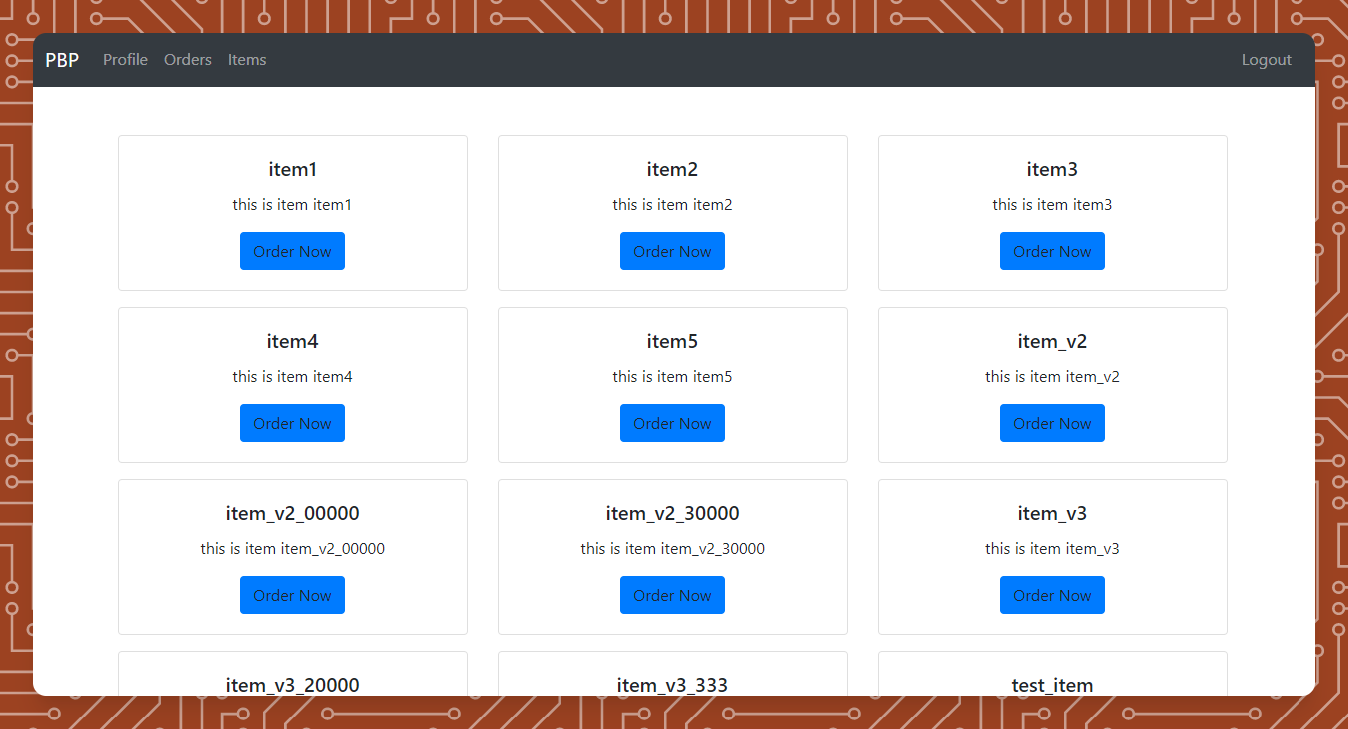 PBP Profile Orders Items Logout
item1 item2 item3
this is item item1 this is item item2 this is item item3
Order Now Order Now Order Now
item4 item5 item_v2
this is item item4 this is item item5 this is item item_v2
Order Now Order Now Order Now
item_v2_00000 item_v2_30000 item_v3
this is item item_v2_00000 this is item item_v2_30000 this is item item_v3
Order Now Order Now Order Now
item_v3_20000 item_v3_333 test_item